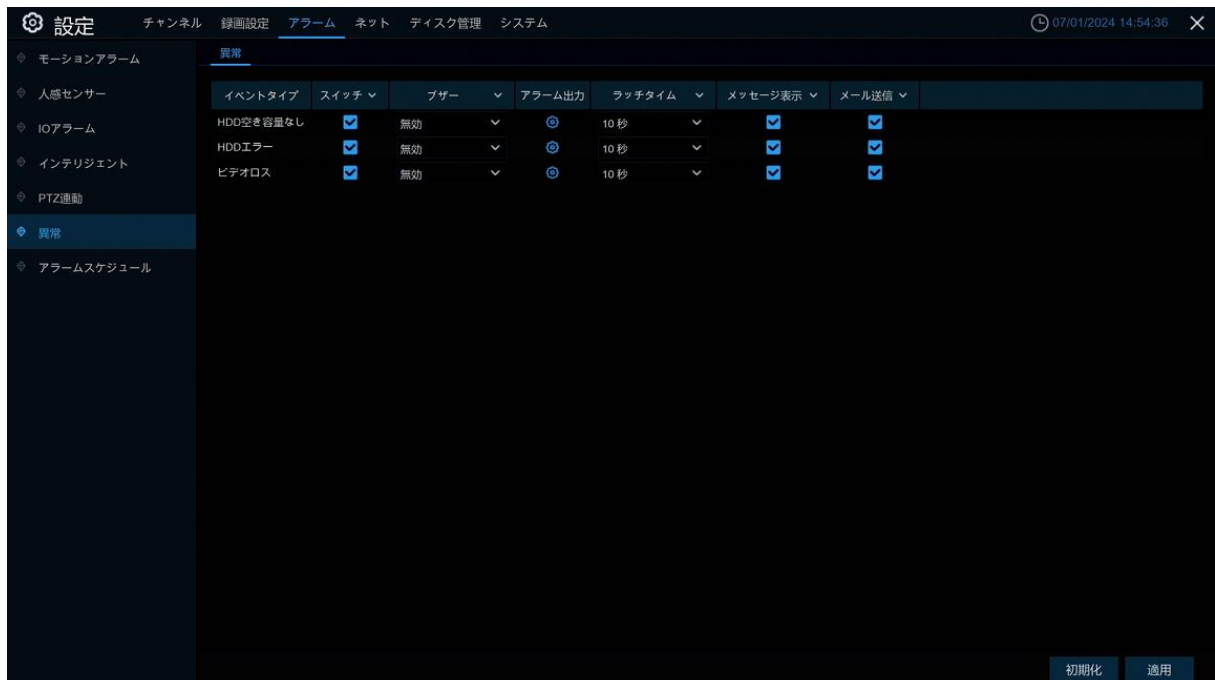 設定 チャンネル 録画設定 アラーム ネット ディスク管理 システム 07/01/2024 14:54:36
モーションアラーム
人感センサー
IOアラーム
インテリジェント
PTZ連動
異常
アラームスケジュール
異常
イベントタイプ スイッチ ブザー アラーム出力 ラッチタイム メッセージ表示 メール送信
HDD空き容量なし 無効 10 秒
HDDエラー 無効 10 秒
ビデオロス 無効 10 秒
初期化 適用